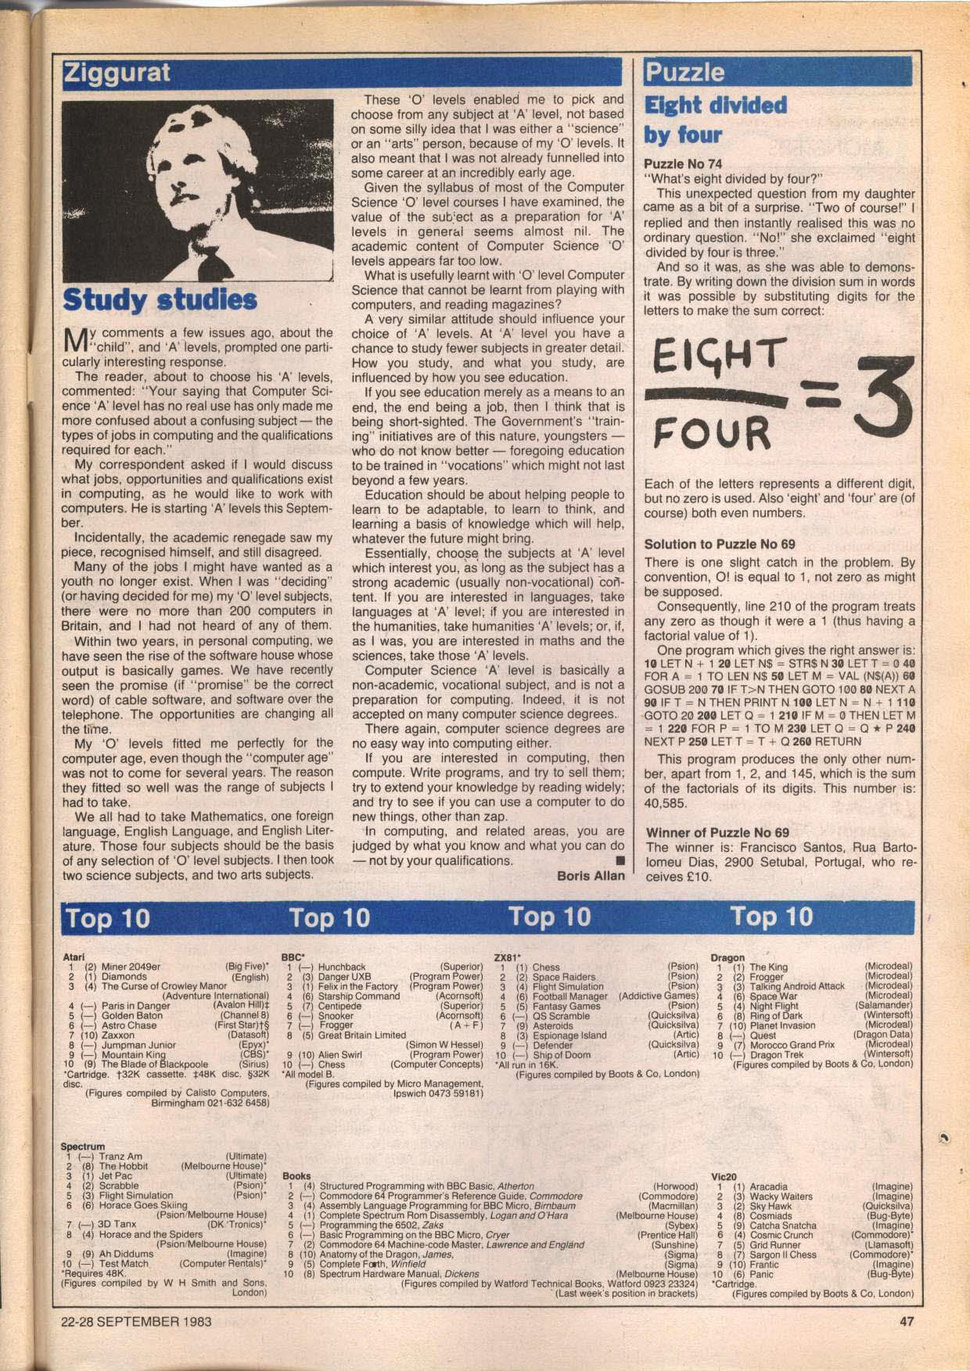 Ziggurat
Study studies
My comments a few issues ago, about the
"child", and 'A' levels, prompted one parti-
cularly interesting response.
The reader, about to choose his 'A' levels,
commented: "Your saying that Computer Sci-
ence 'A' level has no real use has only made me
more confused about a confusing subject — the
types of jobs in computing and the qualifications
required for each."
My correspondent asked if I would discuss
what jobs, opportunities and qualifications exist
in computing, as he would like to work with
computers. He is starting 'A' levels this Septem-
ber.
Incidentally, the academic renegade saw my
piece, recognised himself, and still disagreed.
Many of the jobs I might have wanted as a
youth no longer exist. When I was "deciding"
(or having decided for me) my 'O' level subjects,
there were no more than 200 computers in
Britain, and I had not heard of any of them.
Within two years, in personal computing, we
have seen the rise of the software house whose
output is basically games. We have recently
seen the promise (if "promise" be the correct
word) of cable software, and software over the
telephone. The opportunities are changing all
the time.
My 'O' levels fitted me perfectly for the
computer age, even though the "computer age"
was not to come for several years. The reason
they fitted so well was the range of subjects I
had to take.
We all had to take Mathematics, one foreign
language, English Language, and English Liter-
ature. Those four subjects should be the basis
of any selection of 'O' level subjects. I then took
two science subjects, and two arts subjects.
These 'O' levels enabled me to pick and
choose from any subject at 'A' level, not based
on some silly idea that I was either a "science"
or an "arts" person, because of my 'O' levels. It
also meant that I was not already funnelled into
some career at an incredibly early age.
Given the syllabus of most of the Computer
Science 'O' level courses I have examined, the
value of the subject as a preparation for 'A'
levels in general seems almost nil. The
academic content of Computer Science 'O'
levels appears far too low.
What is usefully learnt with 'O' level Computer
Science that cannot be learnt from playing with
computers, and reading magazines?
A very similar attitude should influence your
choice of 'A' levels. At 'A' level you have a
chance to study fewer subjects in greater detail.
How you study, and what you study, are
influenced by how you see education.
If you see education merely as a means to an
end, the end being a job, then I think that is
being short-sighted. The Government's "train-
ing" initiatives are of this nature, youngsters —
who do not know better — foregoing education
to be trained in "vocations" which might not last
beyond a few years.
Education should be about helping people to
learn to be adaptable, to learn to think, and
learning a basis of knowledge which will help,
whatever the future might bring.
Essentially, choose the subjects at 'A' level
which interest you, as long as the subject has a
strong academic (usually non-vocational) con-
tent. If you are interested in languages, take
languages at 'A' level; if you are interested in
the humanities, take humanities 'A' levels; or, if,
as I was, you are interested in maths and the
sciences, take those 'A' levels.
Computer Science 'A' level is basically a
non-academic, vocational subject, and is not a
preparation for computing. Indeed, it is not
accepted on many computer science degrees.
There again, computer science degrees are
no easy way into computing either.
If you are interested in computing, then
compute. Write programs, and try to sell them;
try to extend your knowledge by reading widely;
and try to see if you can use a computer to do
new things, other than zap.
In computing, and related areas, you are
judged by what you know and what you can do
— not by your qualifications. ■
Boris Allan
Puzzle
Eight divided
by four
Puzzle No 74
"What's eight divided by four?"
This unexpected question from my daughter
came as a bit of a surprise. "Two of course!" I
replied and then instantly realised this was no
ordinary question. "No!" she exclaimed "eight
divided by four is three."
And so it was, as she was able to demons-
trate. By writing down the division sum in words
it was possible by substituting digits for the
letters to make the sum correct:
EIGHT
= 3
FOUR
Each of the letters represents a different digit,
but no zero is used. Also 'eight' and 'four' are (of
course) both even numbers.
Solution to Puzzle No 69
There is one slight catch in the problem. By
convention, O! is equal to 1, not zero as might
be supposed.
Consequently, line 210 of the program treats
any zero as though it were a 1 (thus having a
factorial value of 1).
One program which gives the right answer is:
10 LET N + 1 20 LET N$ = STR$ N 30 LET T = 0 40
FOR A = 1 TO LEN N$ 50 LET M = VAL (N$(A)) 60
GOSUB 200 70 IF T>N THEN GOTO 100 80 NEXT A
90 IF T = N THEN PRINT N 100 LET N = N + 1 110
GOTO 20 200 LET Q = 1 210 IF M = 0 THEN LET M
= 1 220 FOR P = 1 TO M 230 LET Q = Q ★ P 240
NEXT P 250 LET T = T + Q 260 RETURN
This program produces the only other num-
ber, apart from 1, 2, and 145, which is the sum
of the factorials of its digits. This number is:
40,585.
Winner of Puzzle No 69
The winner is: Francisco Santos, Rua Barto-
lomeu Dias, 2900 Setubal, Portugal, who re-
ceives £10.
Top 10 Top 10 Top 10 Top 10
Atari
1 (2) Miner 2049er (Big Five)*
2 (1) Diamonds (English)
3 (4) The Curse of Crowley Manor
(Adventure International)
4 (—) Paris in Danger (Avalon Hill)‡
5 (—) Golden Baton (Channel 8)
6 (—) Astro Chase (First Star)†§
7 (10) Zaxxon (Datasoft)
8 (—) Jumpman Junior (Epyx)*
9 (—) Mountain King (CBS)*
10 (9) The Blade of Blackpoole (Sirius)
*Cartridge. †32K cassette. ‡48K disc. §32K
disc.
(Figures compiled by Calisto Computers,
Birmingham 021-632 6458)
BBC*
1 (—) Hunchback (Superior)
2 (3) Danger UXB (Program Power)
3 (1) Felix in the Factory (Program Power)
4 (6) Starship Command (Acornsoft)
5 (7) Centipede (Superior)
6 (—) Snooker (Acornsoft)
7 (—) Frogger (A + F)
8 (5) Great Britain Limited
(Simon W Hessel)
9 (10) Alien Swirl (Program Power)
10 (—) Chess (Computer Concepts)
*All model B.
(Figures compiled by Micro Management,
Ipswich 0473 59181)
ZX81*
1 (1) Chess (Psion)
2 (2) Space Raiders (Psion)
3 (4) Flight Simulation (Psion)
4 (6) Football Manager (Addictive Games)
5 (5) Fantasy Games (Psion)
6 (—) QS Scramble (Quicksilva)
7 (9) Asteroids (Quicksilva)
8 (3) Espionage Island (Artic)
9 (—) Defender (Quicksilva)
10 (—) Ship of Doom (Artic)
*All run in 16K.
(Figures compiled by Boots & Co, London)
Dragon
1 (1) The King (Microdeal)
2 (2) Frogger (Microdeal)
3 (3) Talking Android Attack (Microdeal)
4 (6) Space War (Microdeal)
5 (4) Night Flight (Salamander)
6 (8) Ring of Dark (Wintersoft)
7 (10) Planet Invasion (Microdeal)
8 (—) Quest (Dragon Data)
9 (7) Morocco Grand Prix (Microdeal)
10 (—) Dragon Trek (Wintersoft)
(Figures compiled by Boots & Co, London)
Spectrum
1 (—) Tranz Am (Ultimate)
2 (8) The Hobbit (Melbourne House)*
3 (1) Jet Pac (Ultimate)
4 (2) Scrabble (Psion)*
5 (3) Flight Simulation (Psion)*
6 (6) Horace Goes Skiing
(Psion/Melbourne House)
7 (—) 3D Tanx (DK 'Tronics)*
8 (4) Horace and the Spiders
(Psion/Melbourne House)
9 (9) Ah Diddums (Imagine)
10 (—) Test Match (Computer Rentals)*
*Requires 48K.
(Figures compiled by W H Smith and Sons,
London)
Books
1 (4) Structured Programming with BBC Basic, Atherton (Horwood)
2 (—) Commodore 64 Programmer's Reference Guide, Commodore (Commodore)
3 (4) Assembly Language Programming for BBC Micro, Birnbaum (Macmillan)
4 (1) Complete Spectrum Rom Disassembly, Logan and O'Hara (Melbourne House)
5 (—) Programming the 6502, Zaks (Sybex)
6 (—) Basic Programming on the BBC Micro, Cryer (Prentice Hall)
7 (2) Commodore 64 Machine-code Master, Lawrence and England (Sunshine)
8 (10) Anatomy of the Dragon, James, (Sigma)
9 (5) Complete Forth, Winfield (Sigma)
10 (8) Spectrum Hardware Manual, Dickens (Melbourne House)
(Figures compiled by Watford Technical Books, Watford 0923 23324)
(Last week's position in brackets)
Vic20
1 (1) Aracadia (Imagine)
2 (3) Wacky Waiters (Imagine)
3 (2) Sky Hawk (Quicksilva)
4 (8) Cosmiads (Bug-Byte)
5 (9) Catcha Snatcha (Imagine)
6 (4) Cosmic Crunch (Commodore)*
7 (5) Grid Runner (Llamasoft)
8 (7) Sargon II Chess (Commodore)*
9 (10) Frantic (Imagine)
10 (6) Panic (Bug-Byte)
*Cartridge.
(Figures compiled by Boots & Co, London)
22-28 SEPTEMBER 1983 47